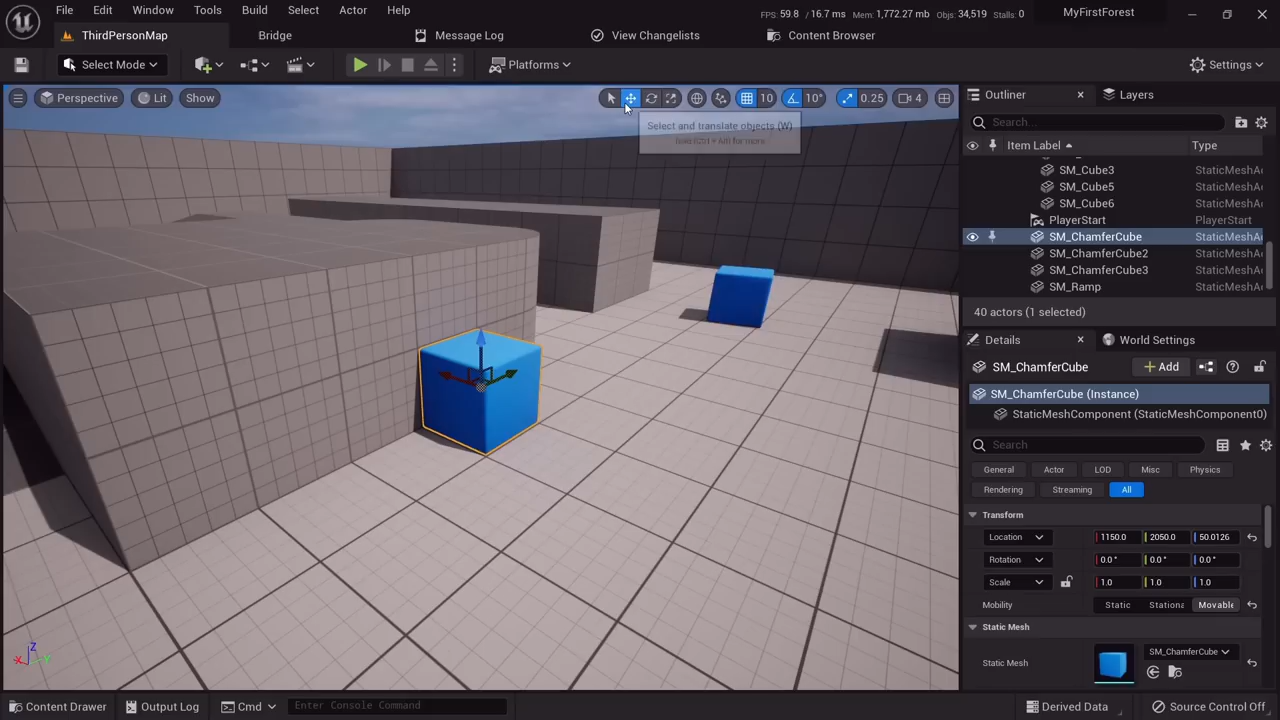 File Edit Window Tools Build Select Actor Help
FPS: 59.8 / 16.7 ms Mem: 1,772.27 mb Objs: 34,519 Stalls: 0
MyFirstForest
ThirdPersonMap Bridge Message Log View Changelists Content Browser
Select Mode Platforms Settings
Perspective Lit Show 10 10° 0.25 4
Select and translate objects (W)
Outliner Layers
Search...
Item Label Type
SM_Cube3 StaticMeshA
SM_Cube5 StaticMeshA
SM_Cube6 StaticMeshA
PlayerStart PlayerStart
SM_ChamferCube StaticMeshA
SM_ChamferCube2 StaticMeshA
SM_ChamferCube3 StaticMeshA
SM_Ramp StaticMeshA
40 actors (1 selected)
Details World Settings
SM_ChamferCube + Add
SM_ChamferCube (Instance)
StaticMeshComponent (StaticMeshComponent0)
Search
General Actor LOD Misc Physics
Rendering Streaming All
Transform
Location 1150.0 2050.0 50.0126
Rotation 0.0° 0.0° 0.0°
Scale 1.0 1.0 1.0
Mobility Static Stationa Movable
Static Mesh
Static Mesh SM_ChamferCube
X Z Y
Content Drawer Output Log Cmd Enter Console Command Derived Data Source Control Off